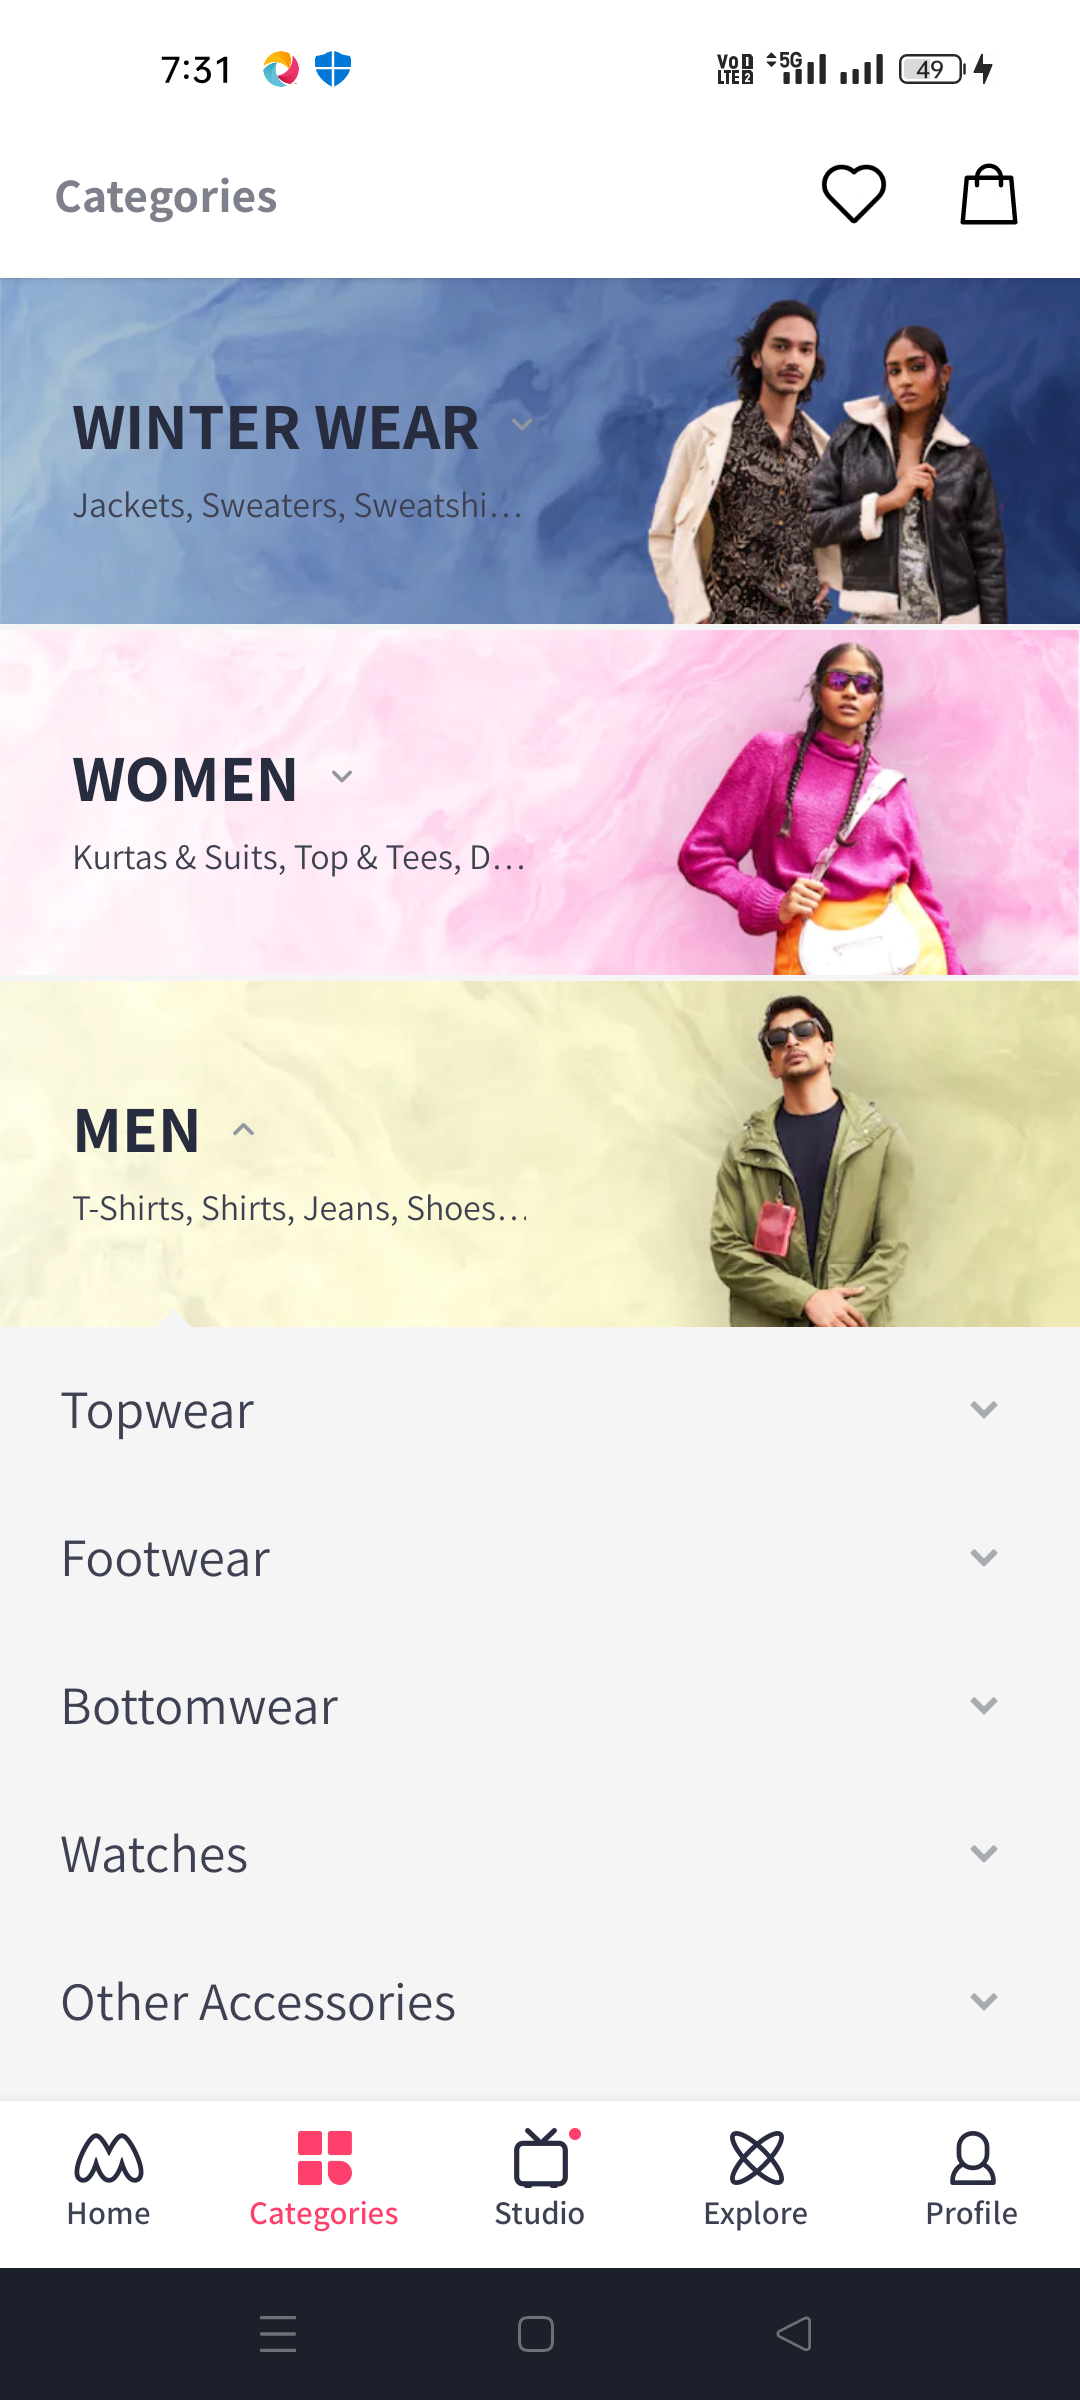 7:31
VoD LTE2 5G 49
Categories
WINTER WEAR
Jackets, Sweaters, Sweatshi...
WOMEN
Kurtas & Suits, Top & Tees, D...
MEN
T-Shirts, Shirts, Jeans, Shoes...
Topwear
Footwear
Bottomwear
Watches
Other Accessories
Home Categories Studio Explore Profile